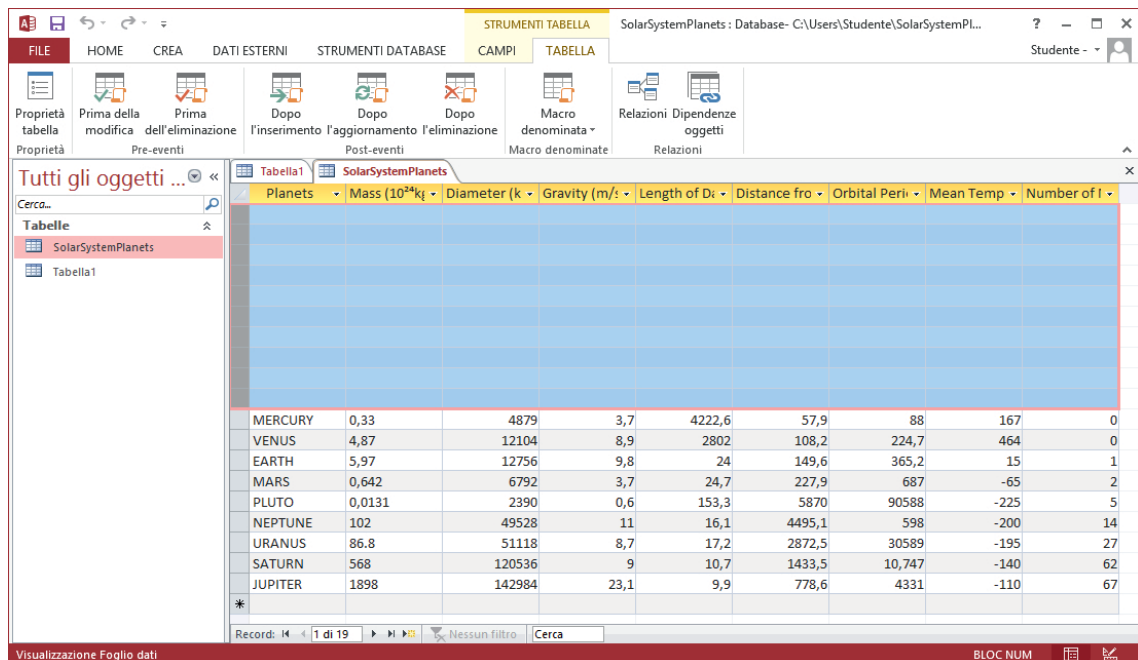 STRUMENTI TABELLA SolarSystemPlanets : Database- C:\Users\Studente\SolarSystemPl... ?
FILE HOME CREA DATI ESTERNI STRUMENTI DATABASE CAMPI TABELLA Studente -
Proprietà tabella
Prima della modifica
Prima dell'eliminazione
Dopo l'inserimento
Dopo l'aggiornamento
Dopo l'eliminazione
Macro denominata
Relazioni
Dipendenze oggetti
Proprietà Pre-eventi Post-eventi Macro denominate Relazioni
Tutti gli oggetti ... «
Cerca...
Tabelle
SolarSystemPlanets
Tabella1
Tabella1 SolarSystemPlanets
Planets Mass (10²⁴kg Diameter (k Gravity (m/s Length of Da Distance fro Orbital Peri Mean Temp Number of M
MERCURY 0,33 4879 3,7 4222,6 57,9 88 167 0
VENUS 4,87 12104 8,9 2802 108,2 224,7 464 0
EARTH 5,97 12756 9,8 24 149,6 365,2 15 1
MARS 0,642 6792 3,7 24,7 227,9 687 -65 2
PLUTO 0,0131 2390 0,6 153,3 5870 90588 -225 5
NEPTUNE 102 49528 11 16,1 4495,1 598 -200 14
URANUS 86.8 51118 8,7 17,2 2872,5 30589 -195 27
SATURN 568 120536 9 10,7 1433,5 10,747 -140 62
JUPITER 1898 142984 23,1 9,9 778,6 4331 -110 67
Record: 1 di 19 Nessun filtro Cerca
Visualizzazione Foglio dati BLOC NUM